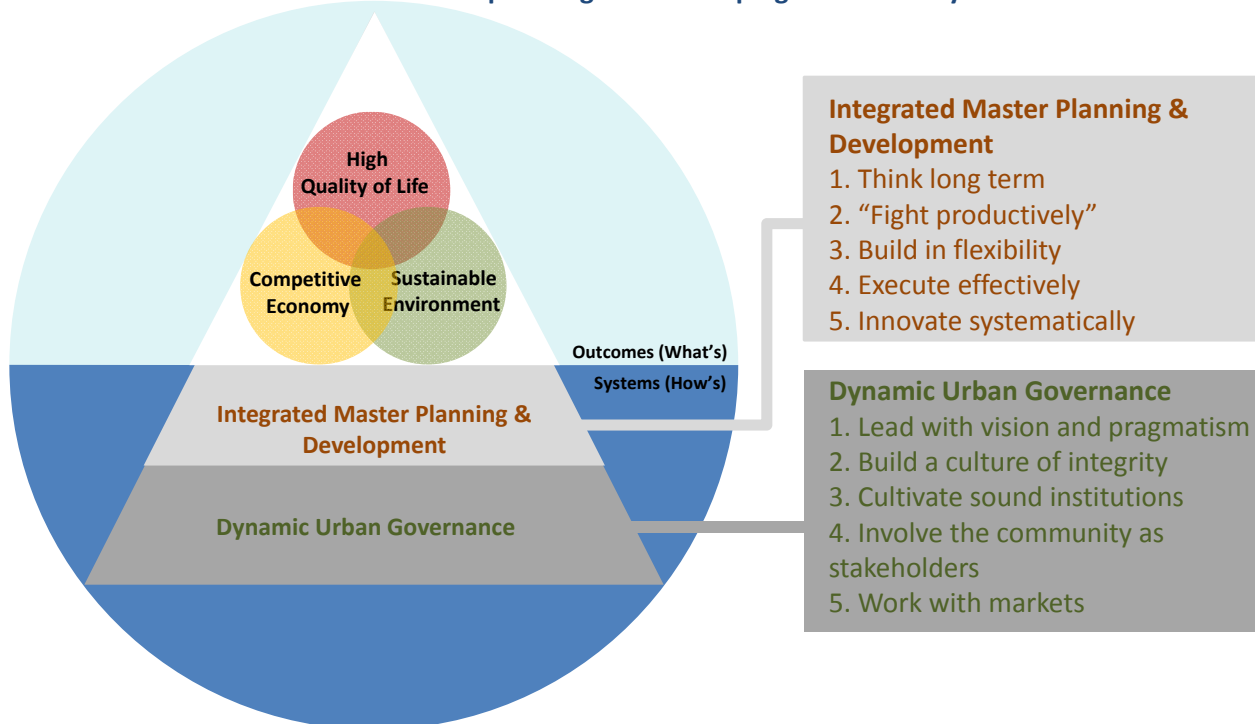 High
Quality of Life
Competitive
Economy
Sustainable
Environment
Outcomes (What's)
Systems (How's)
Integrated Master Planning &
Development
Dynamic Urban Governance
Integrated Master Planning &
Development
1. Think long term
2. “Fight productively”
3. Build in flexibility
4. Execute effectively
5. Innovate systematically
Dynamic Urban Governance
1. Lead with vision and pragmatism
2. Build a culture of integrity
3. Cultivate sound institutions
4. Involve the community as
stakeholders
5. Work with markets